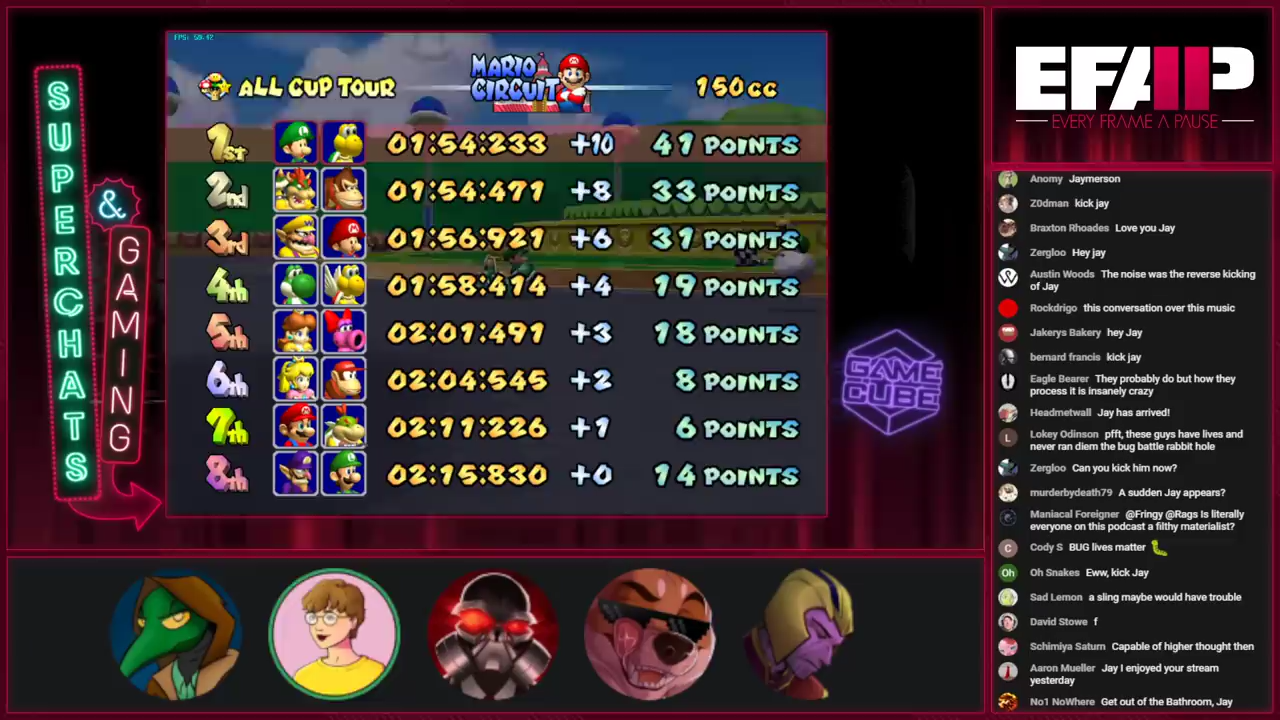 FPS: 59.47
SUPERCHATS
&
GAMING
ALL CUP TOUR
MARIO
CIRCUIT
150cc
1st 01:54:233 +10 41 POINTS
2nd 01:54:471 +8 33 POINTS
3rd 01:56:921 +6 31 POINTS
4th 01:58:414 +4 19 POINTS
5th 02:01:491 +3 18 POINTS
6th 02:04:545 +2 8 POINTS
7th 02:11:226 +1 6 POINTS
8th 02:15:830 +0 14 POINTS
GAME
CUBE
EFAP
EVERY FRAME A PAUSE
Anomy Jaymerson
Z0dman kick jay
Braxton Rhoades Love you Jay
Zergloo Hey jay
Austin Woods The noise was the reverse kicking
of Jay
Rockdrigo this conversation over this music
Jakerys Bakery hey Jay
bernard francis kick jay
Eagle Bearer They probably do but how they
process it is insanely crazy
Headmetwall Jay has arrived!
L Lokey Odinson pfft, these guys have lives and
never ran diem the bug battle rabbit hole
Zergloo Can you kick him now?
murderbydeath79 A sudden Jay appears?
Maniacal Foreigner @Fringy @Rags Is literally
everyone on this podcast a filthy materialist?
C Cody S BUG lives matter 🐛
Oh Oh Snakes Eww, kick Jay
Sad Lemon a sling maybe would have trouble
David Stowe f
Schimiya Saturn Capable of higher thought then
Aaron Mueller Jay I enjoyed your stream
yesterday
No1 NoWhere Get out of the Bathroom, Jay